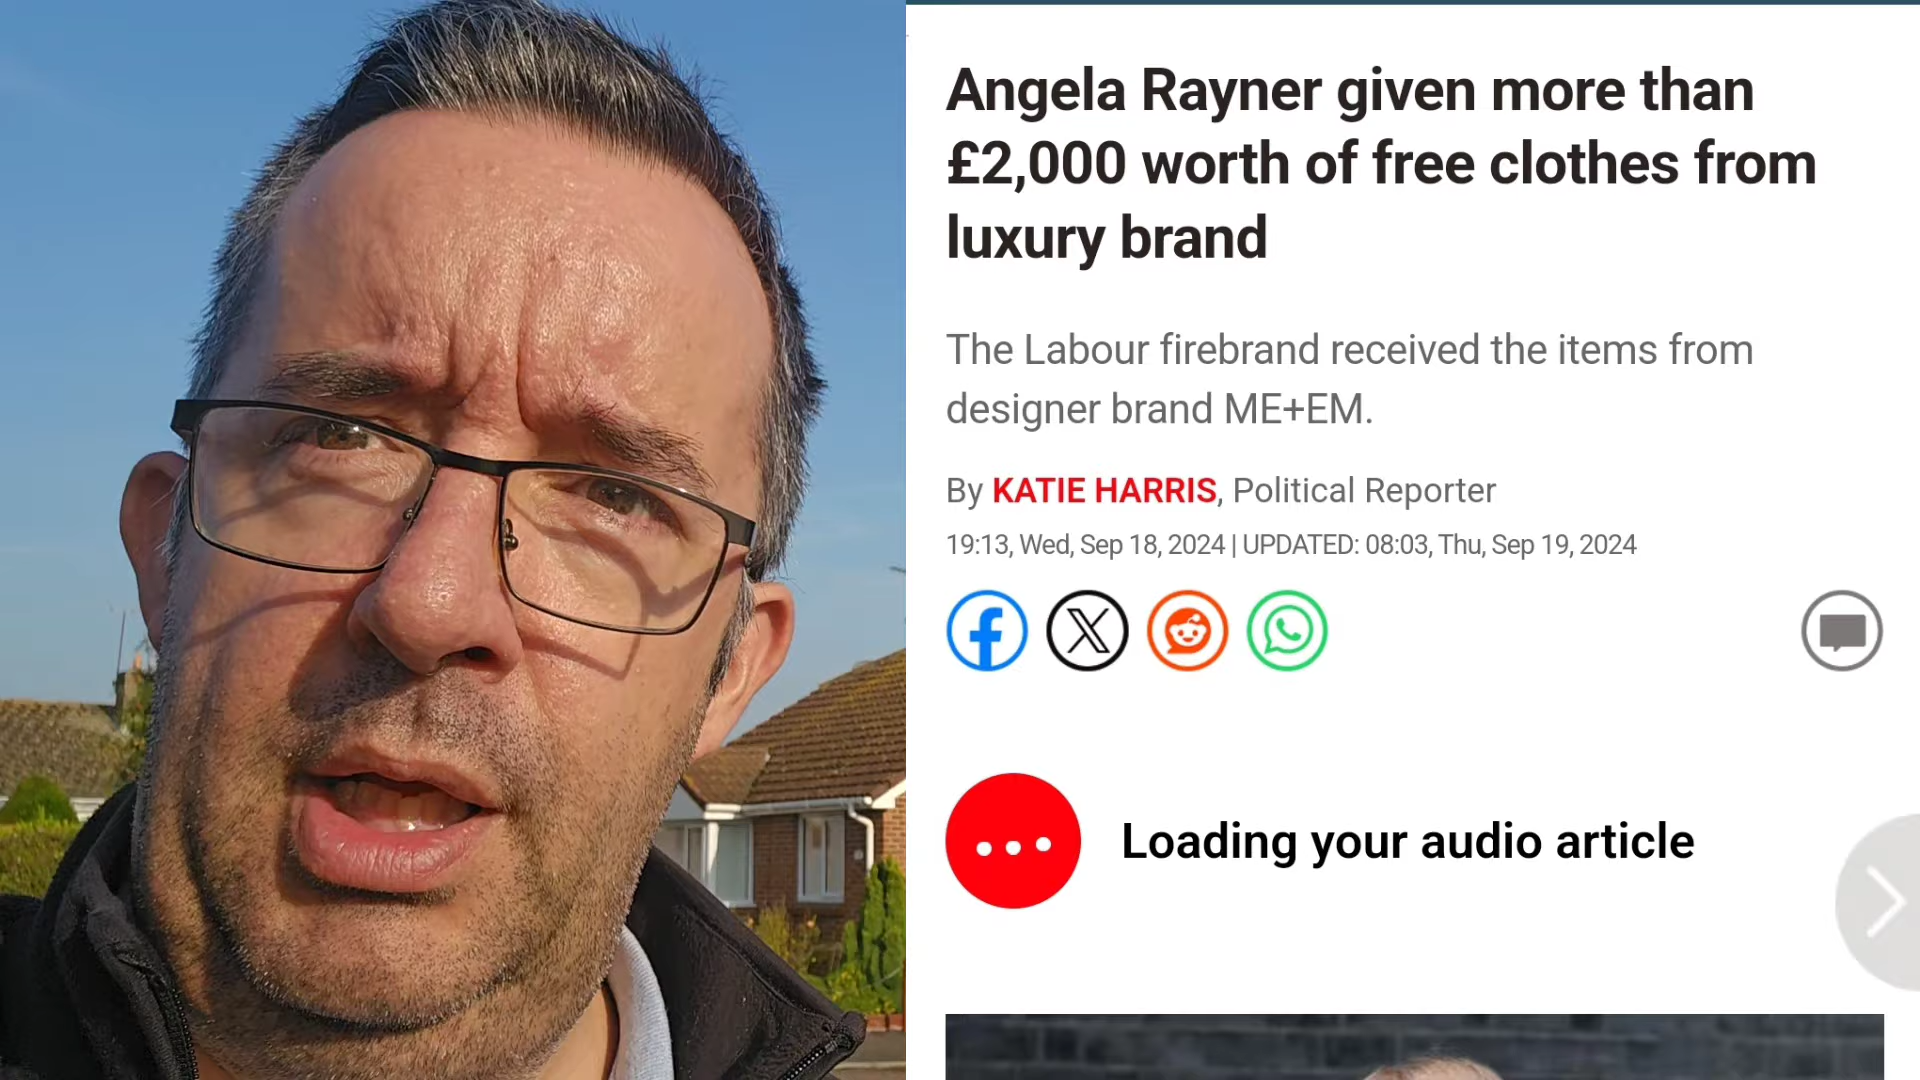 Angela Rayner given more than
£2,000 worth of free clothes from
luxury brand
The Labour firebrand received the items from
designer brand ME+EM.
By KATIE HARRIS, Political Reporter
19:13, Wed, Sep 18, 2024 | UPDATED: 08:03, Thu, Sep 19, 2024
Loading your audio article